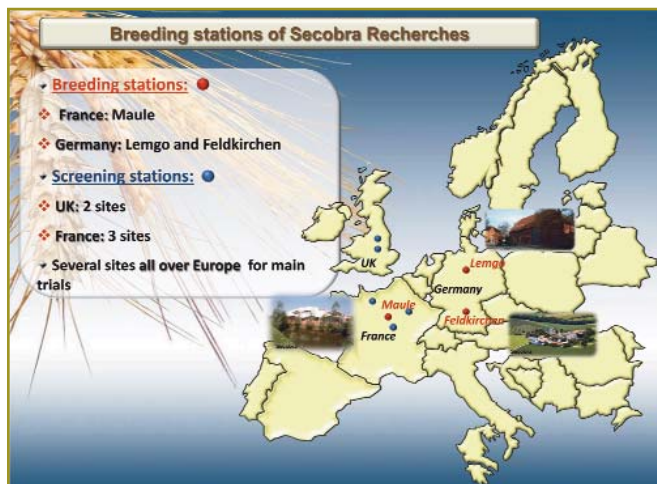 Breeding stations of Secobra Recherches
Breeding stations:
France: Maule
Germany: Lemgo and Feldkirchen
Screening stations:
UK: 2 sites
France: 3 sites
Several sites all over Europe for main
trials
UK
Lemgo
Germany
Maule
Feldkirchen
France